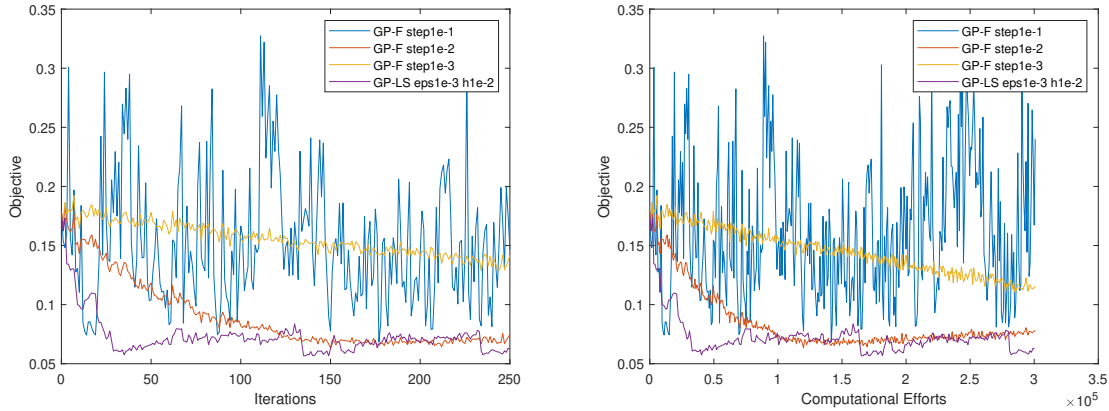 0.35
0.3
0.25
0.2
0.15
0.1
0.05
Objective
0 50 100 150 200 250
Iterations
GP-F step1e-1
GP-F step1e-2
GP-F step1e-3
GP-LS eps1e-3 h1e-2
0.35
0.3
0.25
0.2
0.15
0.1
0.05
Objective
0 0.5 1 1.5 2 2.5 3 3.5
Computational Efforts
×10⁵
GP-F step1e-1
GP-F step1e-2
GP-F step1e-3
GP-LS eps1e-3 h1e-2